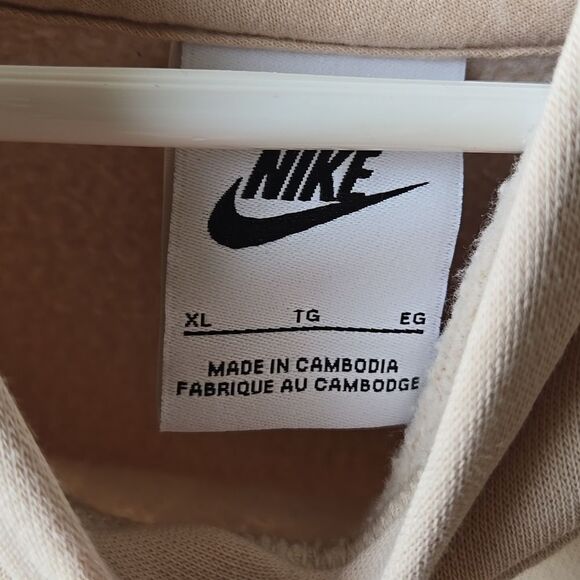 NIKE
XL TG EG
MADE IN CAMBODIA
FABRIQUE AU CAMBODGE